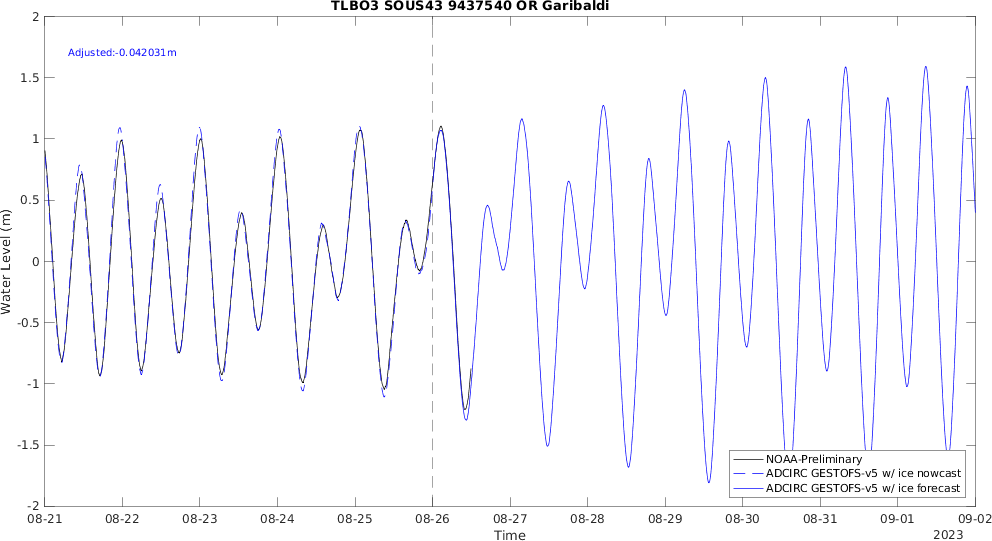 TLBO3 SOUS43 9437540 OR Garibaldi
Adjusted:-0.042031m
Water Level (m)
2
1.5
1
0.5
0
-0.5
-1
-1.5
-2
NOAA-Preliminary
ADCIRC GESTOFS-v5 w/ ice nowcast
ADCIRC GESTOFS-v5 w/ ice forecast
08-21 08-22 08-23 08-24 08-25 08-26 08-27 08-28 08-29 08-30 08-31 09-01 09-02
Time
2023